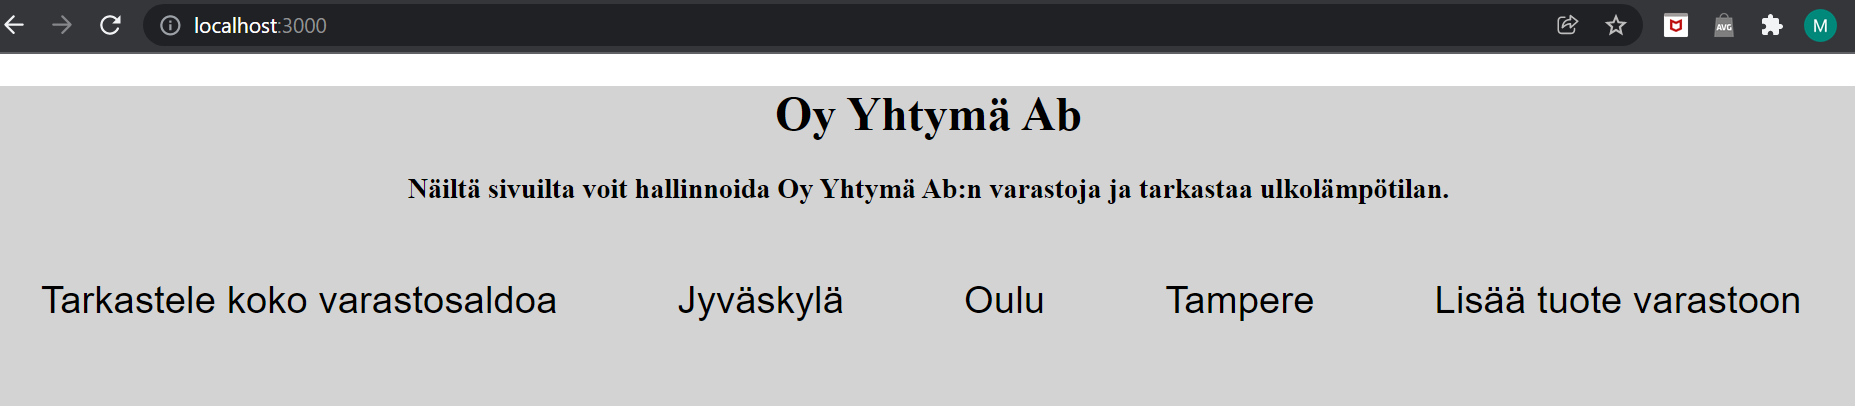 localhost:3000
AVG
M
Oy Yhtymä Ab
Näiltä sivuilta voit hallinnoida Oy Yhtymä Ab:n varastoja ja tarkastaa ulkolämpötilan.
Tarkastele koko varastosaldoa Jyväskylä Oulu Tampere Lisää tuote varastoon